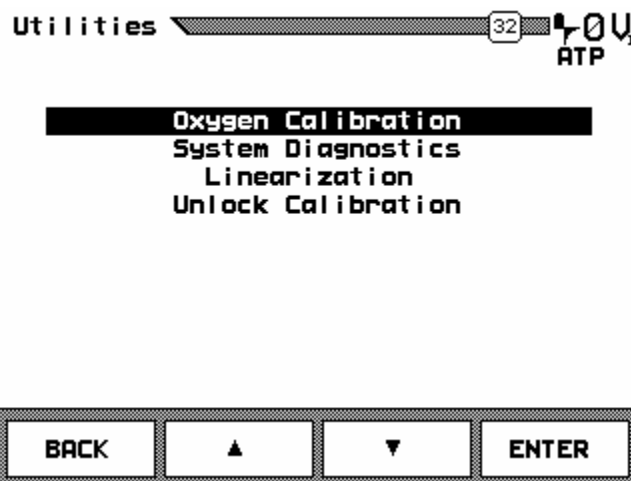 Utilities 32 0V
ATP
Oxygen Calibration
System Diagnostics
Linearization
Unlock Calibration
BACK ▲ ▼ ENTER